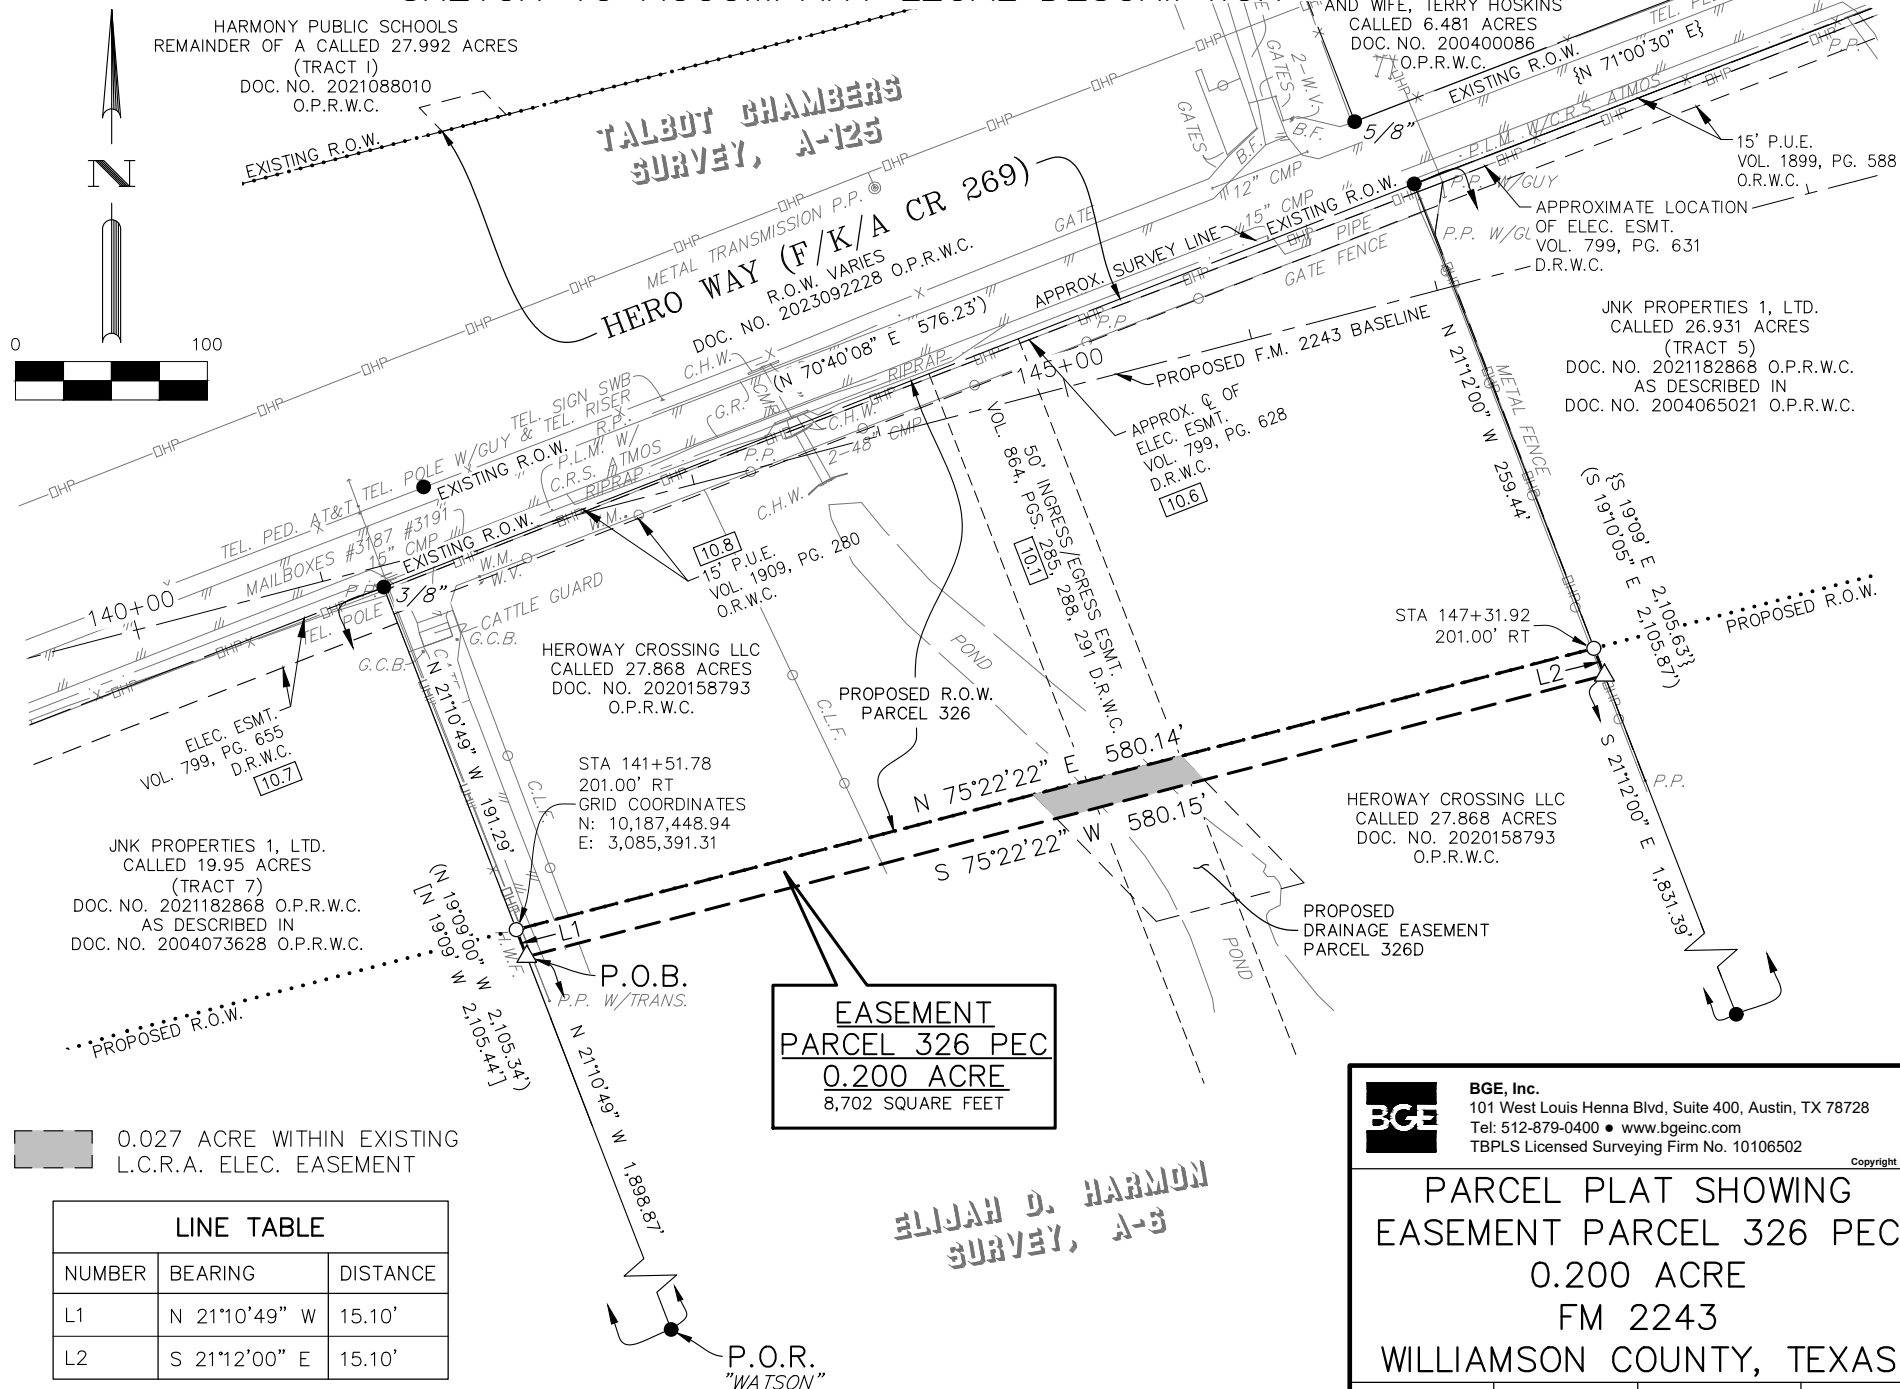 HARMONY PUBLIC SCHOOLS
REMAINDER OF A CALLED 27.992 ACRES
(TRACT I)
DOC. NO. 2021088010
O.P.R.W.C.
AND WIFE, TERRY HOSKINS
CALLED 6.481 ACRES
DOC. NO. 200400086
O.P.R.W.C.
EXISTING R.O.W.
N
0 100
TALBOT CHAMBERS
SURVEY, A-125
HERO WAY (F/K/A CR 269)
R.O.W. VARIES
DOC. NO. 2023092228 O.P.R.W.C.
METAL TRANSMISSION P.P.
(N 70°40'08" E 576.23')
GATES
GATES
2-W.V.
B.F.
B.F.
5/8"
EXISTING R.O.W.
{N 71°00'30" E}
P.L.M. W/C.R.S. ATMOS
P.P.
15' P.U.E.
VOL. 1899, PG. 588
O.R.W.C.
12" CMP
15" CMP
GATE
EXISTING R.O.W.
APPROX. SURVEY LINE
PIPE
GATE FENCE
P.P. W/GUY
APPROXIMATE LOCATION
OF ELEC. ESMT.
VOL. 799, PG. 631
D.R.W.C.
JNK PROPERTIES 1, LTD.
CALLED 26.931 ACRES
(TRACT 5)
DOC. NO. 2021182868 O.P.R.W.C.
AS DESCRIBED IN
DOC. NO. 2004065021 O.P.R.W.C.
P.P.
145+00
PROPOSED F.M. 2243 BASELINE
APPROX. ℄ OF
ELEC. ESMT.
VOL. 799, PG. 628
D.R.W.C.
10.6
N 21°12'00" W 259.44'
METAL FENCE
{S 19°09' E 2,105.63'}
(S 19°10'05" E 2,105.87')
TEL. SIGN SWB
C.H.W.
G.R.
RIPRAP
C.H.W.
2-48" CMP
C.H.W.
P.P.
TEL. PED. AT&T
TEL. POLE W/GUY & TEL. RISER
R.P.
EXISTING R.O.W.
P.L.M. W/
C.R.S. ATMOS
RIPRAP
W.M.
MAILBOXES #3187 #3191
15" CMP
EXISTING R.O.W.
W.M.
W.V.
140+00
3/8"
TEL. POLE
CATTLE GUARD
G.C.B.
G.C.B.
10.8
15' P.U.E.
VOL. 1909, PG. 280
O.R.W.C.
50' INGRESS/EGRESS ESMT.
VOL. 864, PGS. 285, 288, 291 D.R.W.C.
10.1
POND
HEROWAY CROSSING LLC
CALLED 27.868 ACRES
DOC. NO. 2020158793
O.P.R.W.C.
PROPOSED R.O.W.
PARCEL 326
C.L.F.
C.L.F.
N 21°10'49" W 191.29'
ELEC. ESMT.
VOL. 799, PG. 655
D.R.W.C.
10.7
STA 141+51.78
201.00' RT
GRID COORDINATES
N: 10,187,448.94
E: 3,085,391.31
STA 147+31.92
201.00' RT
PROPOSED R.O.W.
L2
N 75°22'22" E 580.14'
S 75°22'22" W 580.15'
S 21°12'00" E 1,831.39'
P.P.
HEROWAY CROSSING LLC
CALLED 27.868 ACRES
DOC. NO. 2020158793
O.P.R.W.C.
JNK PROPERTIES 1, LTD.
CALLED 19.95 ACRES
(TRACT 7)
DOC. NO. 2021182868 O.P.R.W.C.
AS DESCRIBED IN
DOC. NO. 2004073628 O.P.R.W.C.
PROPOSED
DRAINAGE EASEMENT
PARCEL 326D
POND
L1
H.W.F.
P.O.B.
P.P. W/TRANS.
(N 19°09'00" W 2,105.34')
[N 19°09' W 2,105.44']
PROPOSED R.O.W.
N 21°10'49" W 1,898.87'
EASEMENT
PARCEL 326 PEC
0.200 ACRE
8,702 SQUARE FEET
0.027 ACRE WITHIN EXISTING
L.C.R.A. ELEC. EASEMENT
ELIJAH D. HARMON
SURVEY, A-6
LINE TABLE
NUMBER BEARING DISTANCE
L1 N 21°10'49" W 15.10'
L2 S 21°12'00" E 15.10'
P.O.R.
"WATSON"
BGE
BGE, Inc.
101 West Louis Henna Blvd, Suite 400, Austin, TX 78728
Tel: 512-879-0400 ● www.bgeinc.com
TBPLS Licensed Surveying Firm No. 10106502
Copyright
PARCEL PLAT SHOWING
EASEMENT PARCEL 326 PEC
0.200 ACRE
FM 2243
WILLIAMSON COUNTY, TEXAS